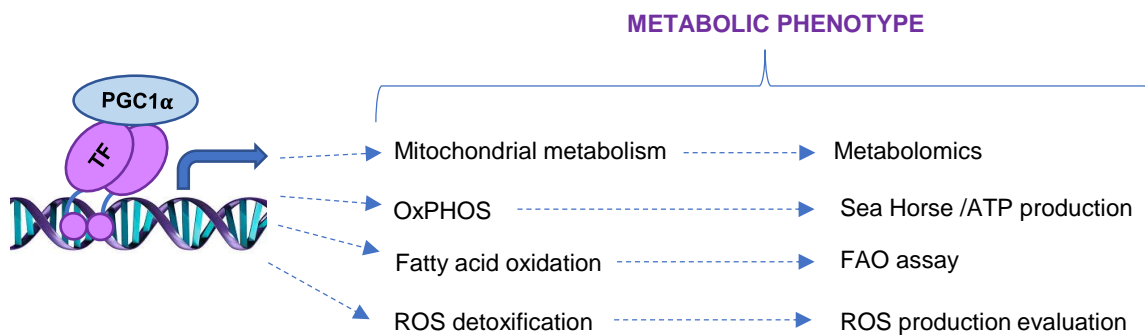 METABOLIC PHENOTYPE
PGC1α
TF
Mitochondrial metabolism
Metabolomics
OxPHOS
Sea Horse /ATP production
Fatty acid oxidation
FAO assay
ROS detoxification
ROS production evaluation